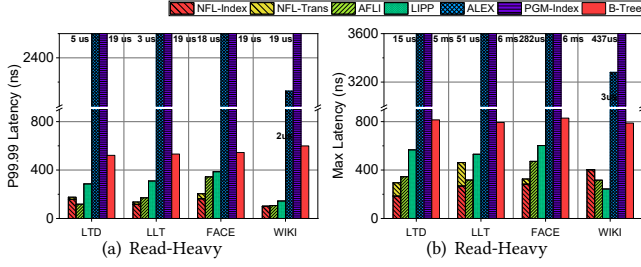 NFL-Index NFL-Trans AFLI LIPP ALEX PGM-Index B-Tree
P99.99 Latency (ns)
2400
800
400
0
5 us 19 us 3 us 19 us 18 us 19 us 19 us
2us
LTD LLT FACE WIKI
(a) Read-Heavy
Max Latency (ns)
3600
3200
800
400
0
15 us 5 ms 51 us 6 ms 282us 6 ms 437us
3us
LTD LLT FACE WIKI
(b) Read-Heavy